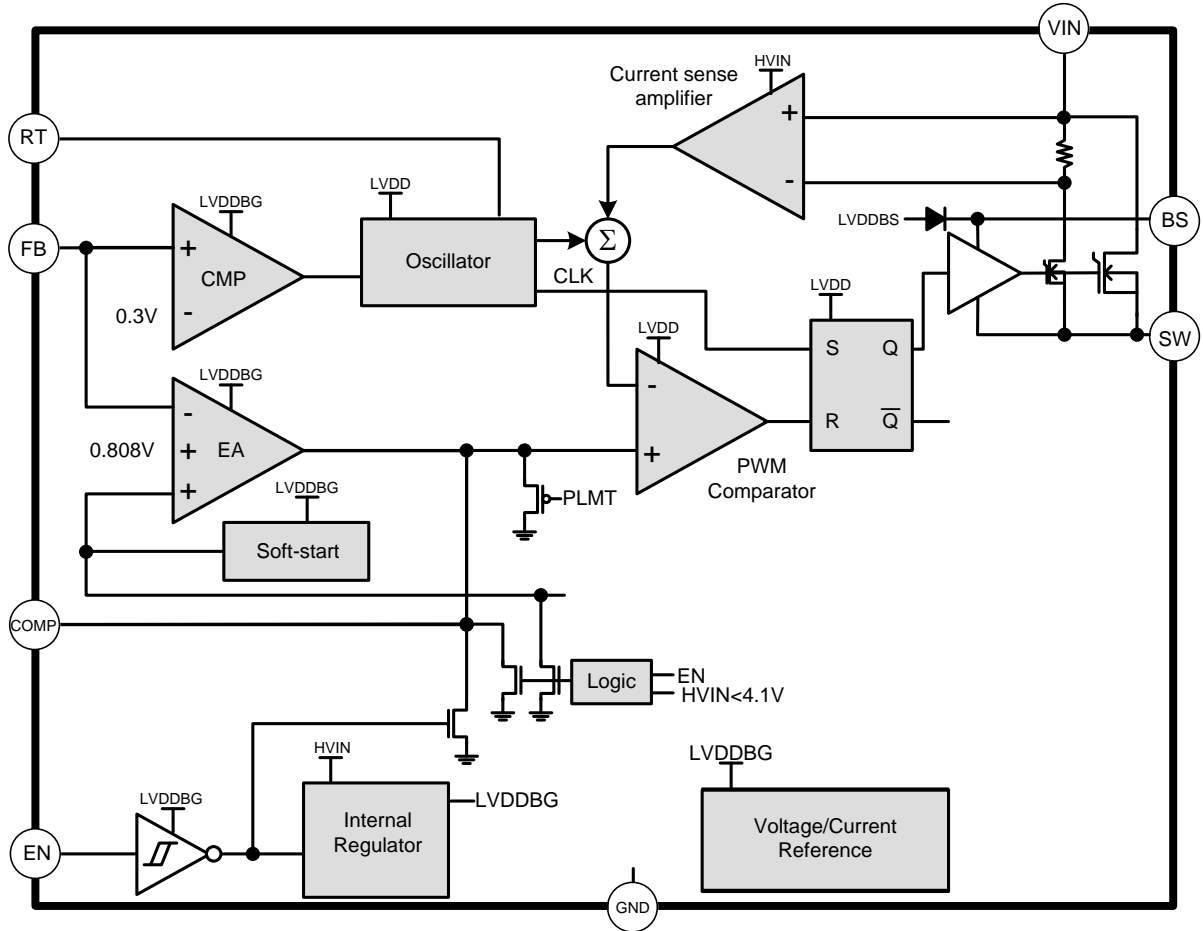 VIN
HVIN
Current sense
amplifier
+
-
RT
LVDD
LVDDBG
LVDDBS
BS
FB
+
CMP
-
0.3V
Oscillator
Σ
CLK
LVDD
SW
LVDD
S
Q
R
Q
LVDDBG
-
+
+
EA
0.808V
-
+
PWM
Comparator
PLMT
LVDDBG
Soft-start
COMP
Logic
EN
HVIN<4.1V
HVIN
LVDDBG
EN
Internal
Regulator
LVDDBG
LVDDBG
Voltage/Current
Reference
GND